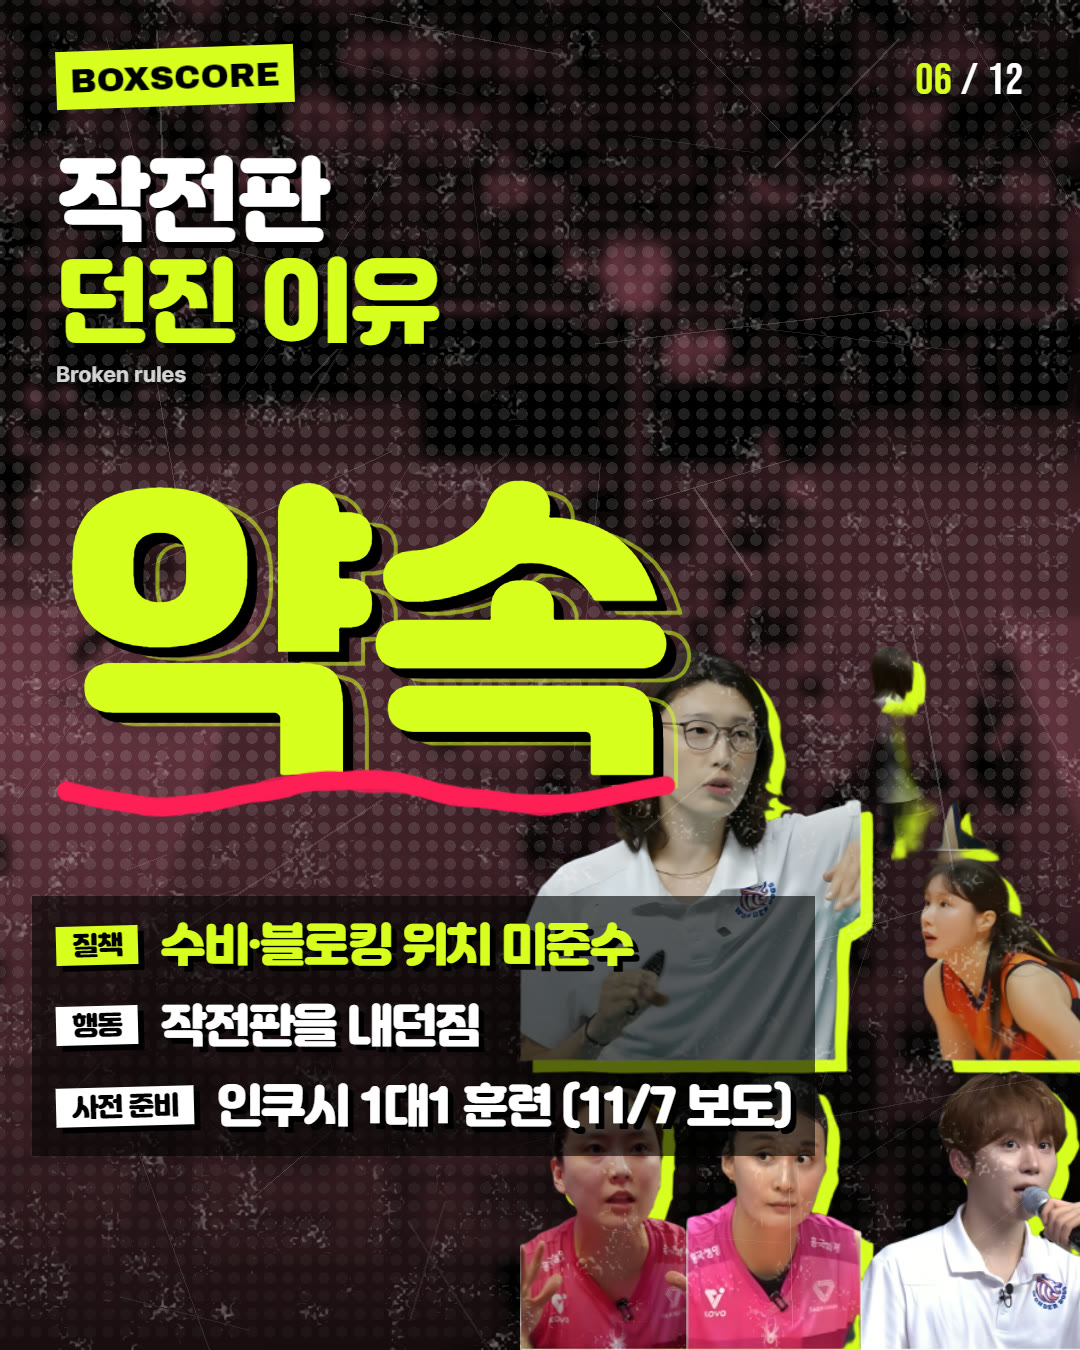 BOXSCORE
06 / 12
작전판
던진 이유
Broken rules
약속
질책 수비·블로킹 위치 미준수
행동 작전판을 내던짐
사전 준비 인쿠시 1대1 훈련 (11/7 보도)